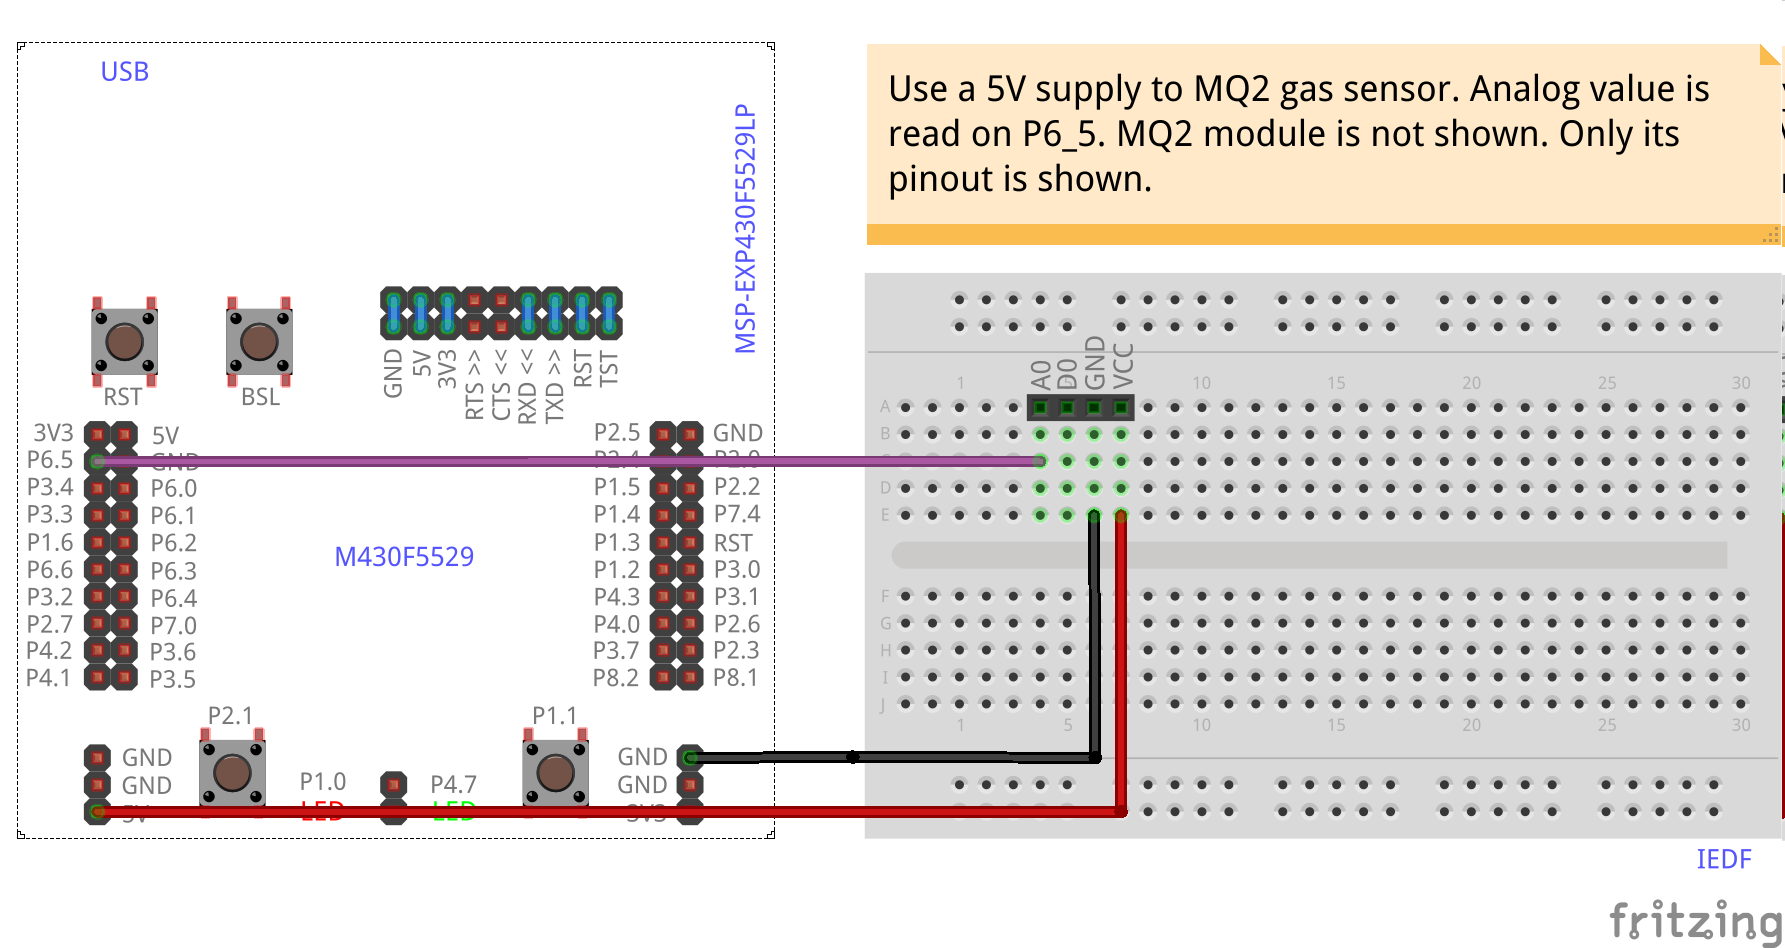 USB
MSP-EXP430F5529LP
Use a 5V supply to MQ2 gas sensor. Analog value is
read on P6_5. MQ2 module is not shown. Only its
pinout is shown.
RST
BSL
GND
5V
3V3
RTS >>
CTS <<
RXD <<
TXD >>
RST
TST
A0
D0
GND
VCC
1 5 10 15 20 25 30
A
B
C
D
E
F
G
H
I
J
1 5 10 15 20 25 30
3V3 5V
P6.5 GND
P3.4 P6.0
P3.3 P6.1
P1.6 P6.2
P6.6 P6.3
P3.2 P6.4
P2.7 P7.0
P4.2 P3.6
P4.1 P3.5
M430F5529
P2.5 GND
P2.4 P2.0
P1.5 P2.2
P1.4 P7.4
P1.3 RST
P1.2 P3.0
P4.3 P3.1
P4.0 P2.6
P3.7 P2.3
P8.2 P8.1
P2.1
P1.1
GND
GND
5V
P1.0
LED
P4.7
LED
GND
GND
3V3
IEDF
fritzing